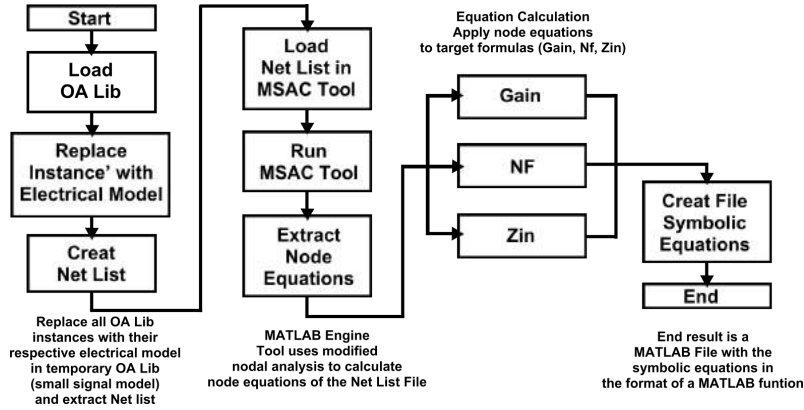 Start
Load
OA Lib
Replace
Instance' with
Electrical Model
Creat
Net List
Replace all OA Lib
instances with their
respective electrical model
in temporary OA Lib
(small signal model)
and extract Net list
Load
Net List in
MSAC Tool
Run
MSAC Tool
Extract
Node
Equations
MATLAB Engine
Tool uses modified
nodal analysis to calculate
node equations of the Net List File
Equation Calculation
Apply node equations
to target formulas (Gain, Nf, Zin)
Gain
NF
Zin
Creat File
Symbolic
Equations
End
End result is a
MATLAB File with the
symbolic equations in
the format of a MATLAB funtion